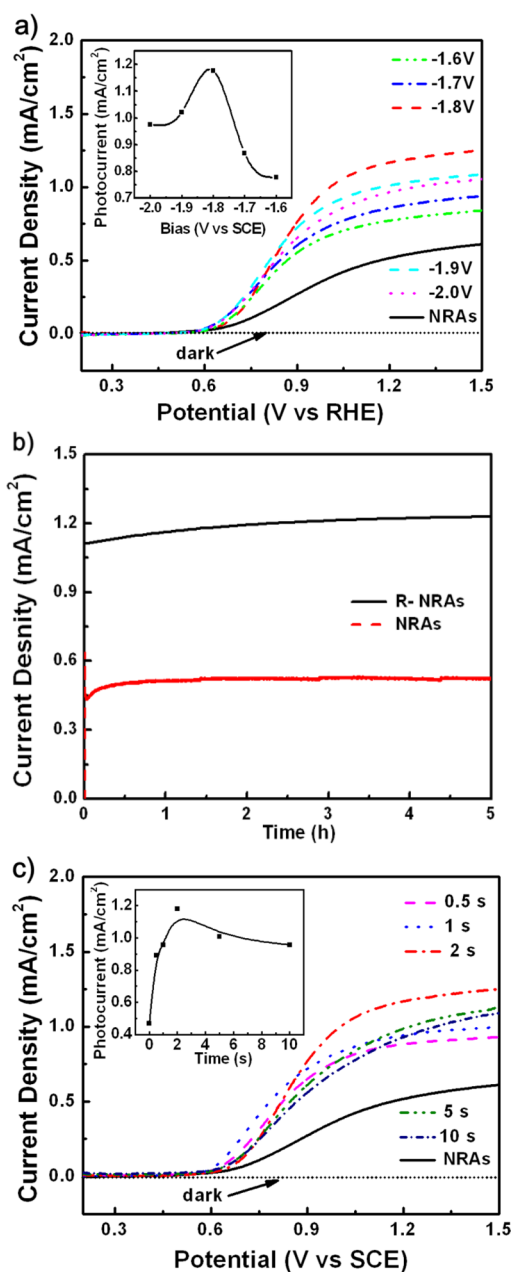 a)
2.0
1.5
1.0
0.5
0.0
Current Density (mA/cm²)
-1.6V
-1.7V
-1.8V
-1.9V
-2.0V
NRAs
dark
1.2
1.1
1.0
0.9
0.8
0.7
Photocurrent (mA/cm²)
-2.0 -1.9 -1.8 -1.7 -1.6
Bias (V vs SCE)
0.3 0.6 0.9 1.2 1.5
Potential (V vs RHE)
b)
1.5
1.2
0.9
0.6
0.3
0.0
Current Desnity (mA/cm²)
R- NRAs
NRAs
0 1 2 3 4 5
Time (h)
c)
2.0
1.5
1.0
0.5
0.0
Current Density (mA/cm²)
0.5 s
1 s
2 s
5 s
10 s
NRAs
dark
1.2
1.0
0.8
0.6
0.4
Photocurrent (mA/cm²)
0 2 4 6 8 10
Time (s)
0.3 0.6 0.9 1.2 1.5
Potential (V vs SCE)